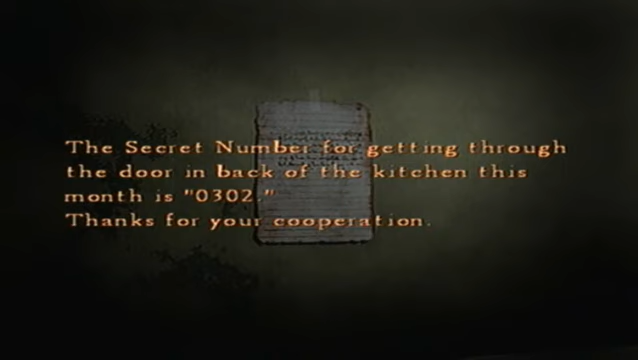 The Secret Number for getting through
the door in back of the kitchen this
month is "0302."
Thanks for your cooperation.